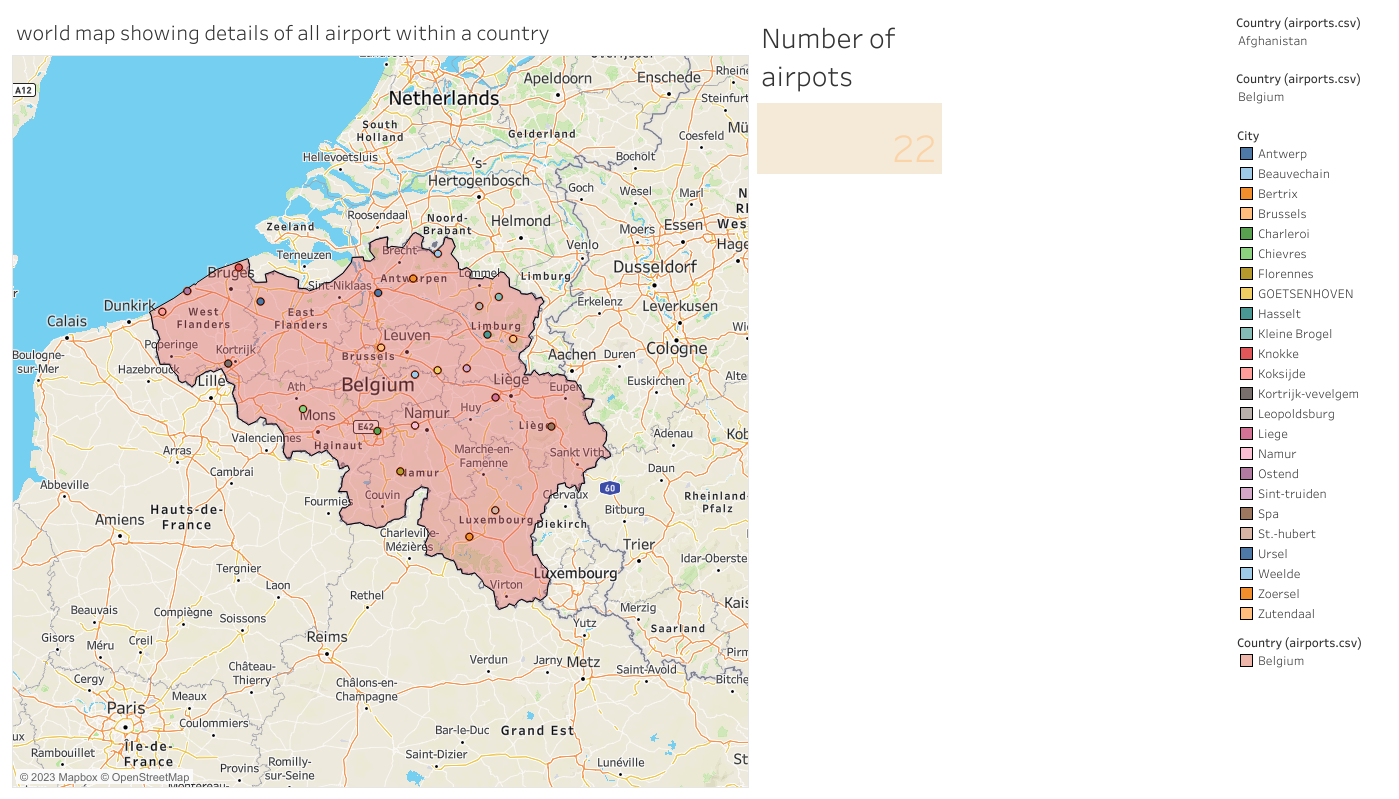 world map showing details of all airport within a country
Number of
airpots
22
Country (airports.csv)
Afghanistan
Country (airports.csv)
Belgium
City
Antwerp
Beauvechain
Bertrix
Brussels
Charleroi
Chievres
Florennes
GOETSENHOVEN
Hasselt
Kleine Brogel
Knokke
Koksijde
Kortrijk-vevelgem
Leopoldsburg
Liege
Namur
Ostend
Sint-truiden
Spa
St.-hubert
Ursel
Weelde
Zoersel
Zutendaal
Country (airports.csv)
Belgium
A12
Apeldoorn
Enschede
Rheine
Netherlands
Steinfurt
South
Holland
Gelderland
Coesfeld
Mü
Hellevoetsluis
's-
Hertogenbosch
Bocholt
Goch
Wesel
Marl
Roosendaal
Noord-
Brabant
Helmond
Zeeland
Terneuzen
Venlo
Moers
Essen
Wes
Hage
Brecht
Bruges
Antwerpen
Lommel
Limburg
Dusseldorf
Sint-Niklaas
Dunkirk
West
Flanders
East
Flanders
Limburg
Erkelenz
Leverkusen
Calais
Leuven
Brussels
Poperinge
Kortrijk
Aachen
Duren
Cologne
Boulogne-
sur-Mer
Hazebrouck
Lille
Ath
Belgium
Liège
Eupen
Euskirchen
Alte
Mons
Namur
Huy
E42
Liège
Valenciennes
Hainaut
Adenau
Kob
Arras
Marche-en-
Famenne
Sankt Vith
Cambrai
Namur
Daun
Abbeville
Couvin
Clervaux
60
Fourmies
Bitburg
Rheinland-
Pfalz
Amiens
Hauts-de-
France
Luxembourg
Diekirch
Charleville-
Mézières
Trier
Idar-Oberste
Tergnier
Laon
Virton
Luxembourg
Beauvais
Compiègne
Soissons
Rethel
Merzig
Kais
Gisors
Méru
Creil
Reims
Yutz
Saarland
Verdun
Jarny
Metz
Saint-Avold
Pirm
Bitche
Cergy
Château-
Thierry
Meaux
Châlons-en-
Champagne
Paris
Coulommiers
Bar-le-Duc
Grand Est
Île-de-
France
Rambouillet
Saint-Dizier
Lunéville
St
Provins
Romilly-
sur-Seine
© 2023 Mapbox © OpenStreetMap